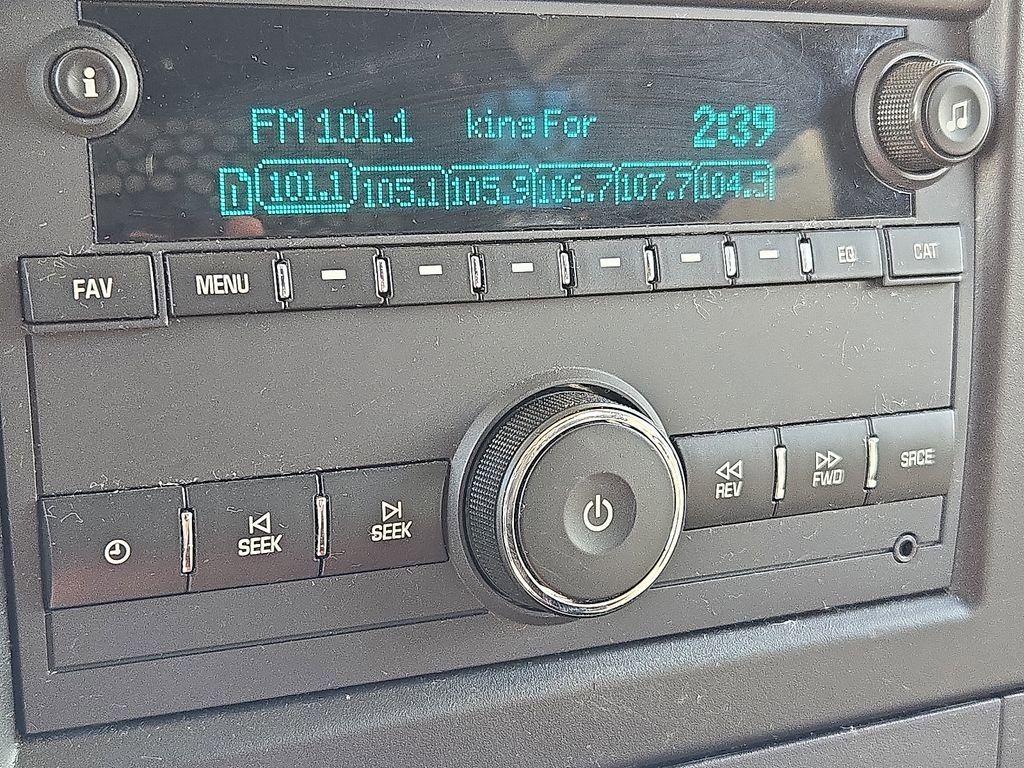 i
FM 101.1 king For 2:39
1 101.1 105.1 105.9 106.7 107.7 104.5
FAV MENU EQ CAT
SEEK SEEK REV FWD SRCE